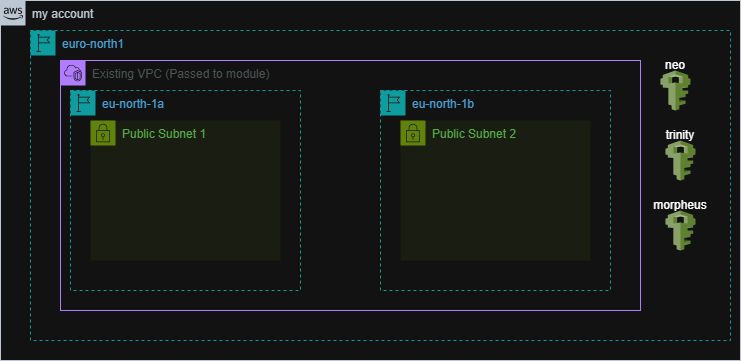 aws
my account
euro-north1
Existing VPC (Passed to module)
neo
eu-north-1a
eu-north-1b
Public Subnet 1
Public Subnet 2
trinity
morpheus